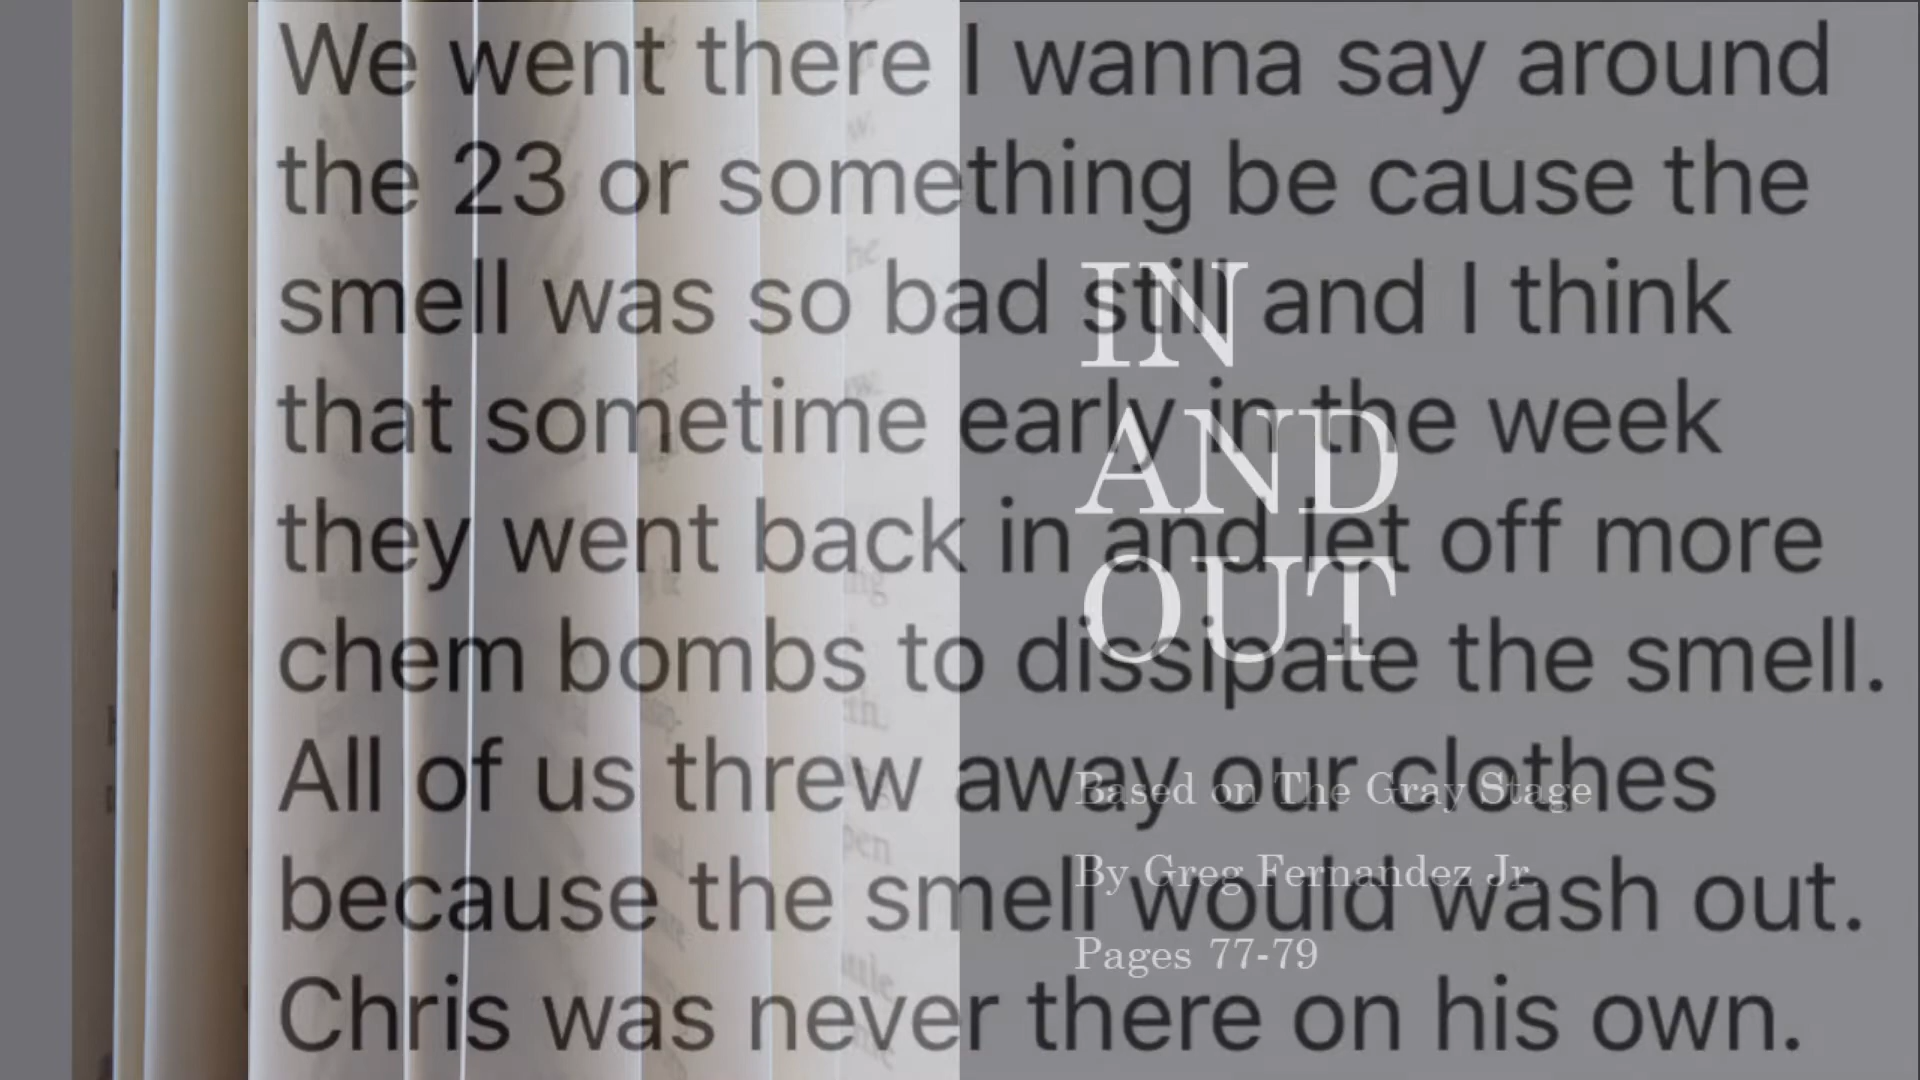 We went there I wanna say around
the 23 or something be cause the
smell was so bad still and I think
that sometime early in the week
they went back in and let off more
chem bombs to dissipate the smell.
All of us threw away our clothes
because the smell would wash out.
Chris was never there on his own.
IN
AND
OUT
Based on The Gray Stage
By Greg Fernandez Jr.
Pages 77-79